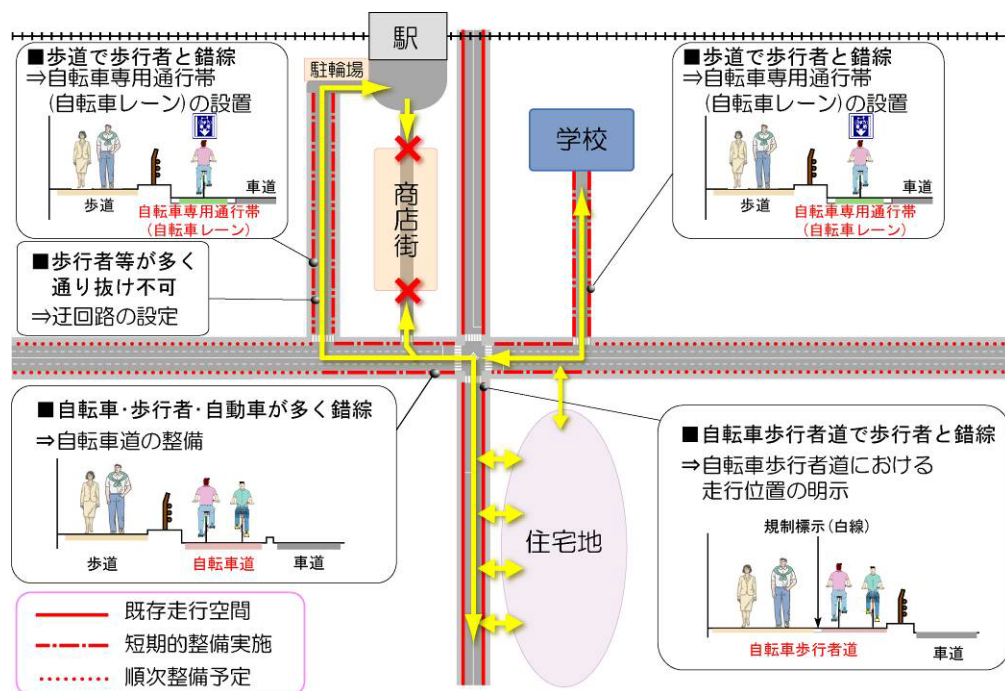 駅
駐輪場
■歩道で歩行者と錯綜
⇒自転車専用通行帯
(自転車レーン)の設置
歩道
車道
自転車専用通行帯
(自転車レーン)
■歩行者等が多く
通り抜け不可
⇒迂回路の設定
商店街
学校
■歩道で歩行者と錯綜
⇒自転車専用通行帯
(自転車レーン)の設置
歩道
車道
自転車専用通行帯
(自転車レーン)
■自転車・歩行者・自動車が多く錯綜
⇒自転車道の整備
歩道
自転車道
車道
住宅地
■自転車歩行者道で歩行者と錯綜
⇒自転車歩行者道における
走行位置の明示
規制標示(白線)
自転車歩行者道
車道
既存走行空間
短期的整備実施
順次整備予定